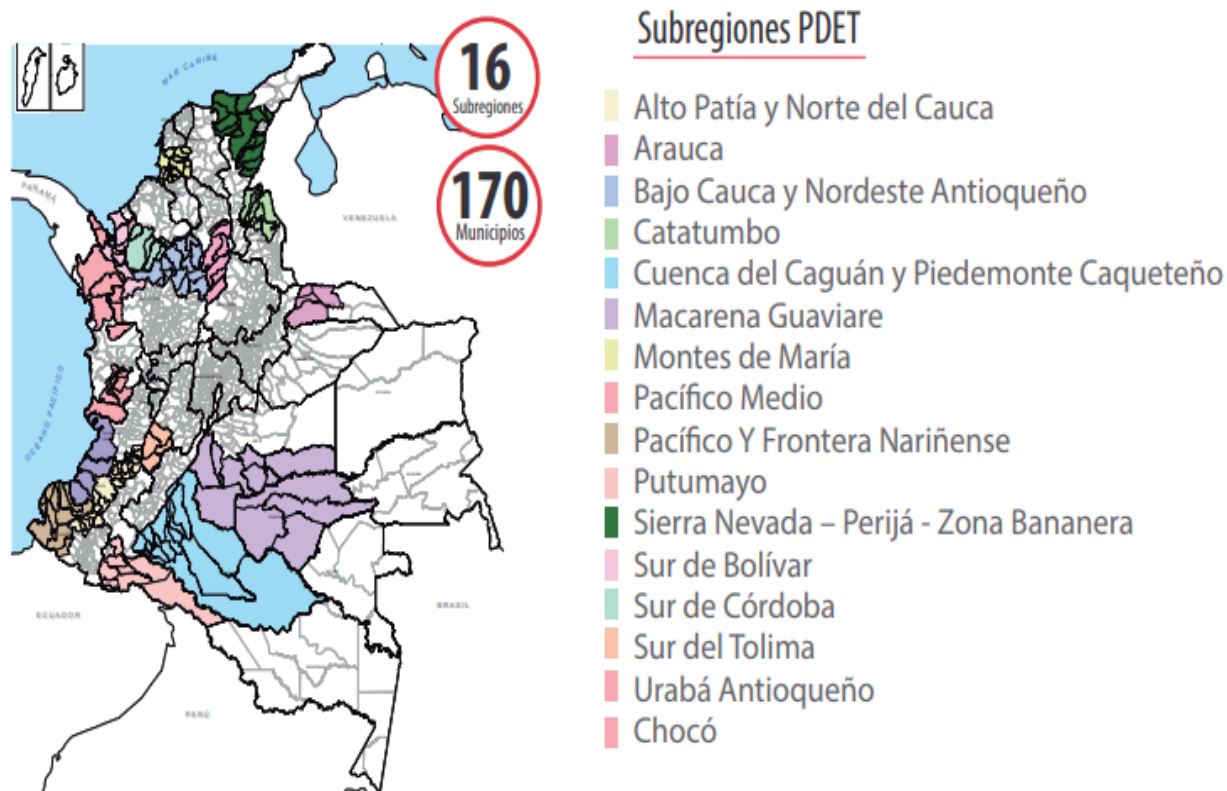 Subregiones PDET
16
Subregiones
170
Municipios
MAR CARIBE
PANAMÁ
VENEZUELA
OCEANO PACÍFICO
ECUADOR
BRASIL
PERÚ
Alto Patía y Norte del Cauca
Arauca
Bajo Cauca y Nordeste Antioqueño
Catatumbo
Cuenca del Caguán y Piedemonte Caqueteño
Macarena Guaviare
Montes de María
Pacífico Medio
Pacífico Y Frontera Nariñense
Putumayo
Sierra Nevada – Perijá - Zona Bananera
Sur de Bolívar
Sur de Córdoba
Sur del Tolima
Urabá Antioqueño
Chocó